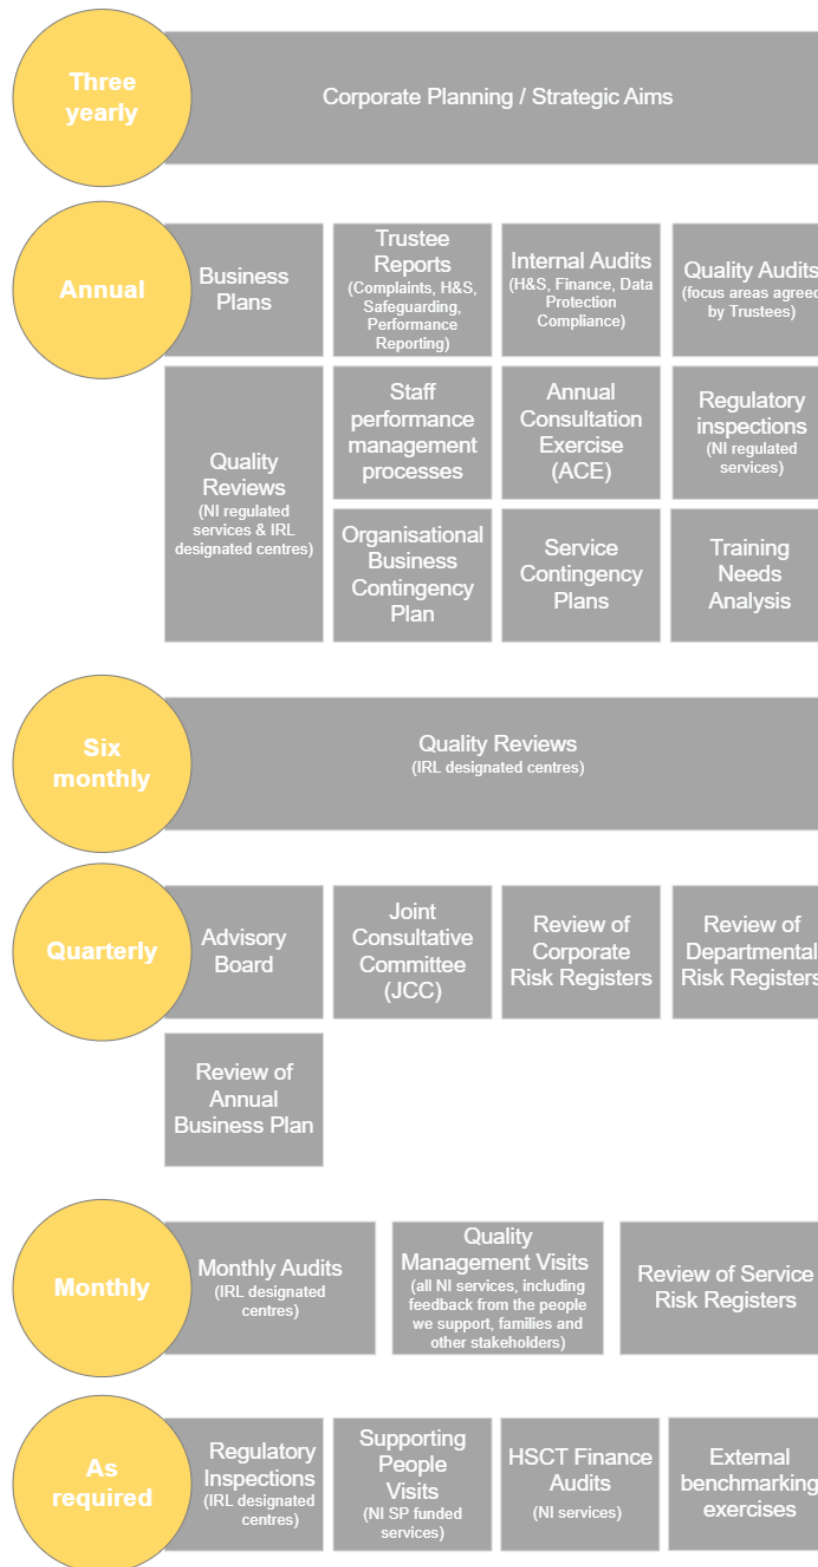 Three
yearly
Corporate Planning / Strategic Aims
Annual
Business
Plans
Trustee
Reports
(Complaints, H&S,
Safeguarding,
Performance
Reporting)
Internal Audits
(H&S, Finance, Data
Protection
Compliance)
Quality Audits
(focus areas agreed
by Trustees)
Quality
Reviews
(NI regulated
services & IRL
designated centres)
Staff
performance
management
processes
Annual
Consultation
Exercise
(ACE)
Regulatory
inspections
(NI regulated
services)
Organisational
Business
Contingency
Plan
Service
Contingency
Plans
Training
Needs
Analysis
Six
monthly
Quality Reviews
(IRL designated centres)
Quarterly
Advisory
Board
Joint
Consultative
Committee
(JCC)
Review of
Corporate
Risk Registers
Review of
Departmental
Risk Registers
Review of
Annual
Business Plan
Monthly
Monthly Audits
(IRL designated
centres)
Quality
Management Visits
(all NI services, including
feedback from the people
we support, families and
other stakeholders)
Review of Service
Risk Registers
As
required
Regulatory
Inspections
(IRL designated
centres)
Supporting
People
Visits
(NI SP funded
services)
HSCT Finance
Audits
(NI services)
External
benchmarking
exercises